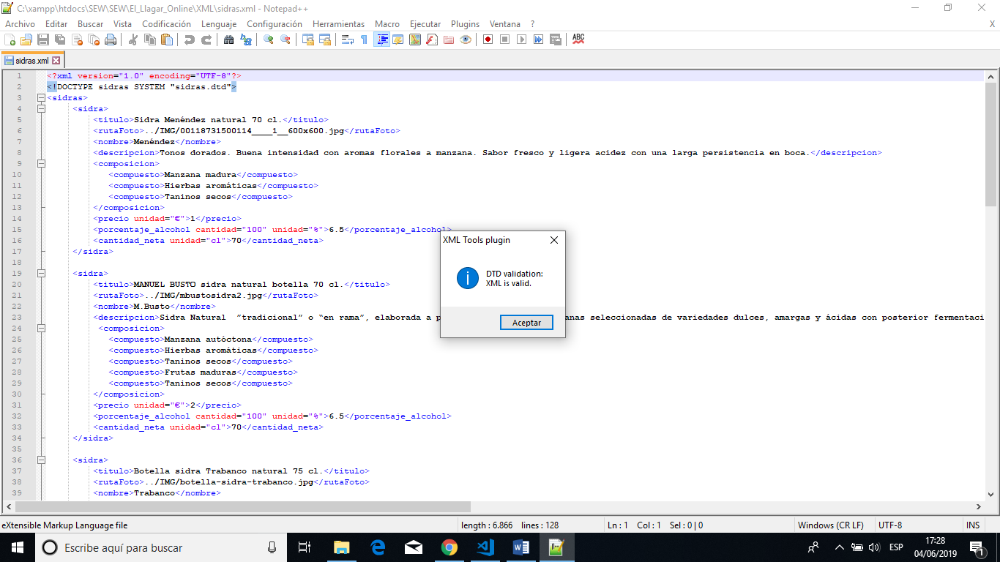 C:\xampp\htdocs\SEW\SEW\El_Llagar_Online\XML\sidras.xml - Notepad++
Archivo Editar Buscar Vista Codificación Lenguaje Configuración Herramientas Macro Ejecutar Plugins Ventana ? X
ABC
sidras.xml
1 <?xml version="1.0" encoding="UTF-8"?>
2 <!DOCTYPE sidras SYSTEM "sidras.dtd">
3 <sidras>
4 <sidra>
5 <titulo>Sidra Menéndez natural 70 cl.</titulo>
6 <rutaFoto>../IMG/00118731500114____1__600x600.jpg</rutaFoto>
7 <nombre>Menéndez</nombre>
8 <descripcion>Tonos dorados. Buena intensidad con aromas florales a manzana. Sabor fresco y ligera acidez con una larga persistencia en boca.</descripcion>
9 <composicion>
10 <compuesto>Manzana madura</compuesto>
11 <compuesto>Hierbas aromáticas</compuesto>
12 <compuesto>Taninos secos</compuesto>
13 </composicion>
14 <precio unidad="€">1</precio>
15 <porcentaje_alcohol cantidad="100" unidad="%">6.5</porcentaje_alcohol>
16 <cantidad_neta unidad="cl">70</cantidad_neta>
17 </sidra>
18
19 <sidra>
20 <titulo>MANUEL BUSTO sidra natural botella 70 cl.</titulo>
21 <rutaFoto>../IMG/mbustosidra2.jpg</rutaFoto>
22 <nombre>M.Busto</nombre>
23 <descripcion>Sidra Natural ”tradicional” o “en rama”, elaborada a p anas seleccionadas de variedades dulces, amargas y ácidas con posterior fermentaci
24 <composicion>
25 <compuesto>Manzana autóctona</compuesto>
26 <compuesto>Hierbas aromáticas</compuesto>
27 <compuesto>Taninos secos</compuesto>
28 <compuesto>Frutas maduras</compuesto>
29 <compuesto>Taninos secos</compuesto>
30 </composicion>
31 <precio unidad="€">2</precio>
32 <porcentaje_alcohol cantidad="100" unidad="%">6.5</porcentaje_alcohol>
33 <cantidad_neta unidad="cl">70</cantidad_neta>
34 </sidra>
35
36 <sidra>
37 <titulo>Botella sidra Trabanco natural 75 cl.</titulo>
38 <rutaFoto>../IMG/botella-sidra-trabanco.jpg</rutaFoto>
39 <nombre>Trabanco</nombre>
XML Tools plugin
DTD validation:
XML is valid.
Aceptar
eXtensible Markup Language file length : 6.866 lines : 128 Ln : 1 Col : 1 Sel : 0 | 0 Windows (CR LF) UTF-8 INS
Escribe aquí para buscar
ESP
17:28
04/06/2019
1